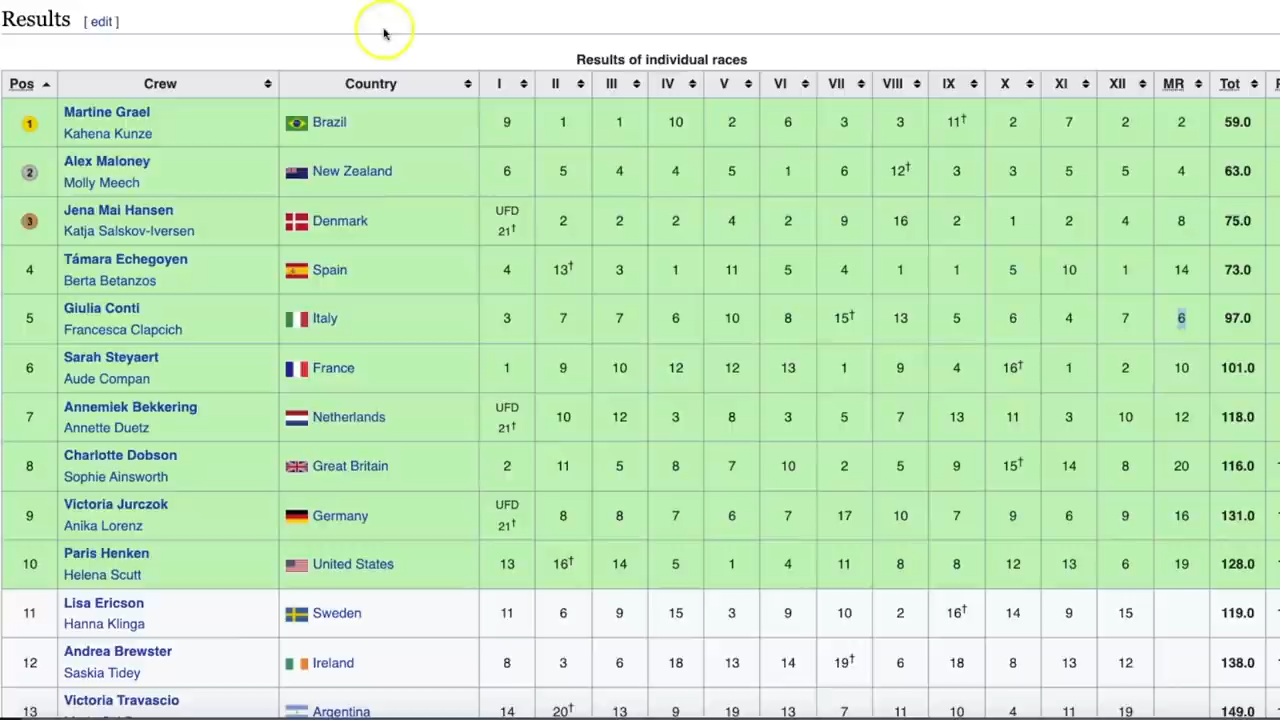 Results [ edit ]
Results of individual races
Pos Crew Country I II III IV V VI VII VIII IX X XI XII MR Tot
1 Martine Grael Kahena Kunze Brazil 9 1 1 10 2 6 3 3 11† 2 7 2 2 59.0
2 Alex Maloney Molly Meech New Zealand 6 5 4 4 5 1 6 12† 3 3 5 5 4 63.0
3 Jena Mai Hansen Katja Salskov-Iversen Denmark UFD 21† 2 2 2 4 2 9 16 2 1 2 4 8 75.0
4 Támara Echegoyen Berta Betanzos Spain 4 13† 3 1 11 5 4 1 1 5 10 1 14 73.0
5 Giulia Conti Francesca Clapcich Italy 3 7 7 6 10 8 15† 13 5 6 4 7 6 97.0
6 Sarah Steyaert Aude Compan France 1 9 10 12 12 13 1 9 4 16† 1 2 10 101.0
7 Annemiek Bekkering Annette Duetz Netherlands UFD 21† 10 12 3 8 3 5 7 13 11 3 10 12 118.0
8 Charlotte Dobson Sophie Ainsworth Great Britain 2 11 5 8 7 10 2 5 9 15† 14 8 20 116.0
9 Victoria Jurczok Anika Lorenz Germany UFD 21† 8 8 7 6 7 17 10 7 9 6 9 16 131.0
10 Paris Henken Helena Scutt United States 13 16† 14 5 1 4 11 8 8 12 13 6 19 128.0
11 Lisa Ericson Hanna Klinga Sweden 11 6 9 15 3 9 10 2 16† 14 9 15 119.0
12 Andrea Brewster Saskia Tidey Ireland 8 3 6 18 13 14 19† 6 18 8 13 12 138.0
13 Victoria Travascio Argentina 14 20† 13 9 19 13 7 11 10 4 11 19 149.0